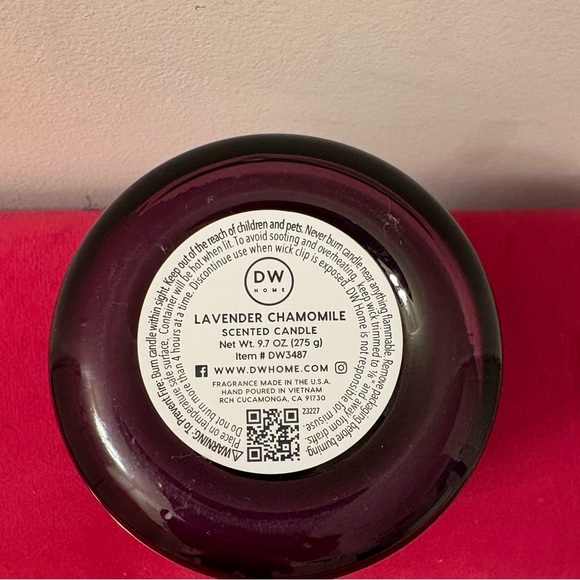 DW
HOME
LAVENDER CHAMOMILE
SCENTED CANDLE
Net Wt. 9.7 OZ. (275 g)
Item # DW3487
WWW.DWHOME.COM
FRAGRANCE MADE IN THE U.S.A.
HAND POURED IN VIETNAM
RCH CUCAMONGA, CA 91730
23227
WARNING: To Prevent Fire: Burn candle within sight. Keep out of the reach of children and pets. Never burn candle near anything flammable. Remove packaging before burning.
Place on temperature safe surface. Container will be hot when lit. To avoid sooting and overheating, keep wick trimmed to ⅛" and away from drafts.
Do not burn more than 4 hours at a time. Discontinue use when wick clip is exposed. DW Home is not responsible for misuse.